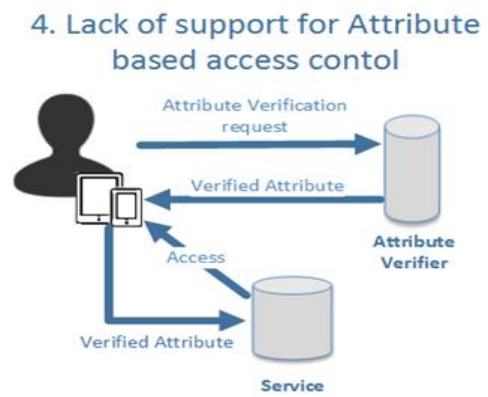 4. Lack of support for Attribute
based access contol
Attribute Verification
request
Verified Attribute
Attribute
Verifier
Access
Verified Attribute
Service